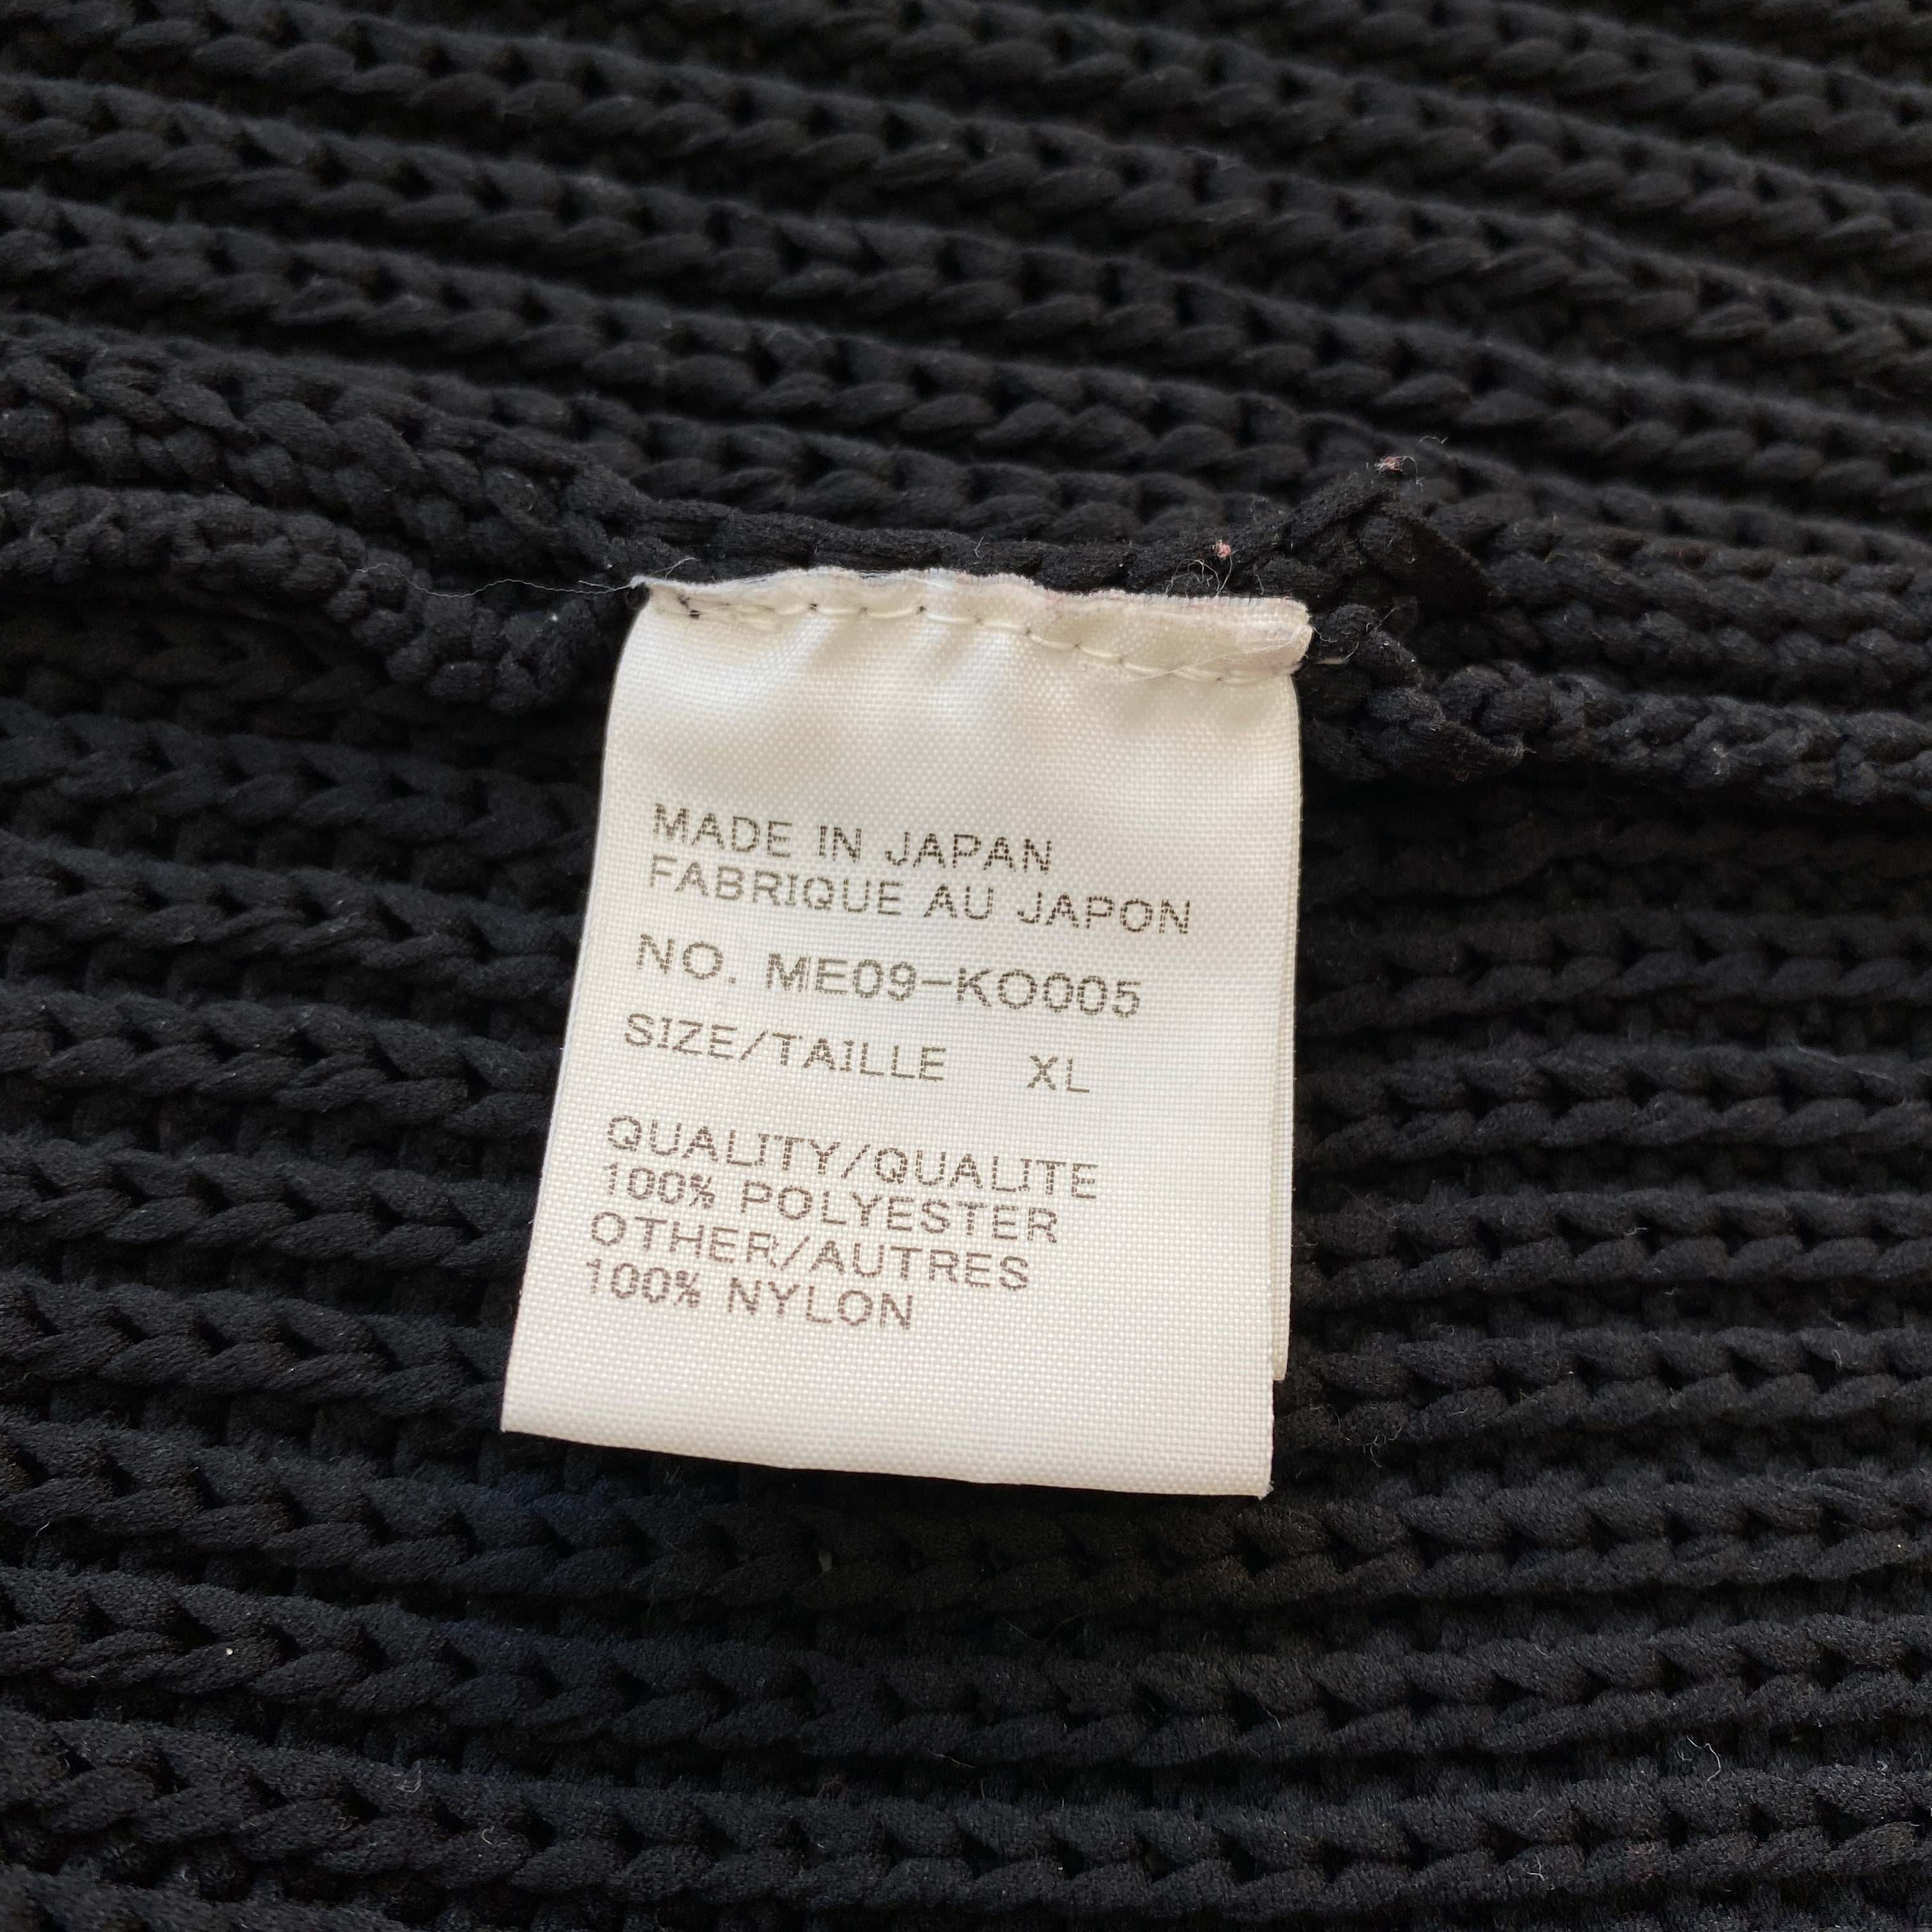 MADE IN JAPAN
FABRIQUE AU JAPON
NO. ME09-KO005
SIZE/TAILLE XL
QUALITY/QUALITE
100% POLYESTER
OTHER/AUTRES
100% NYLON